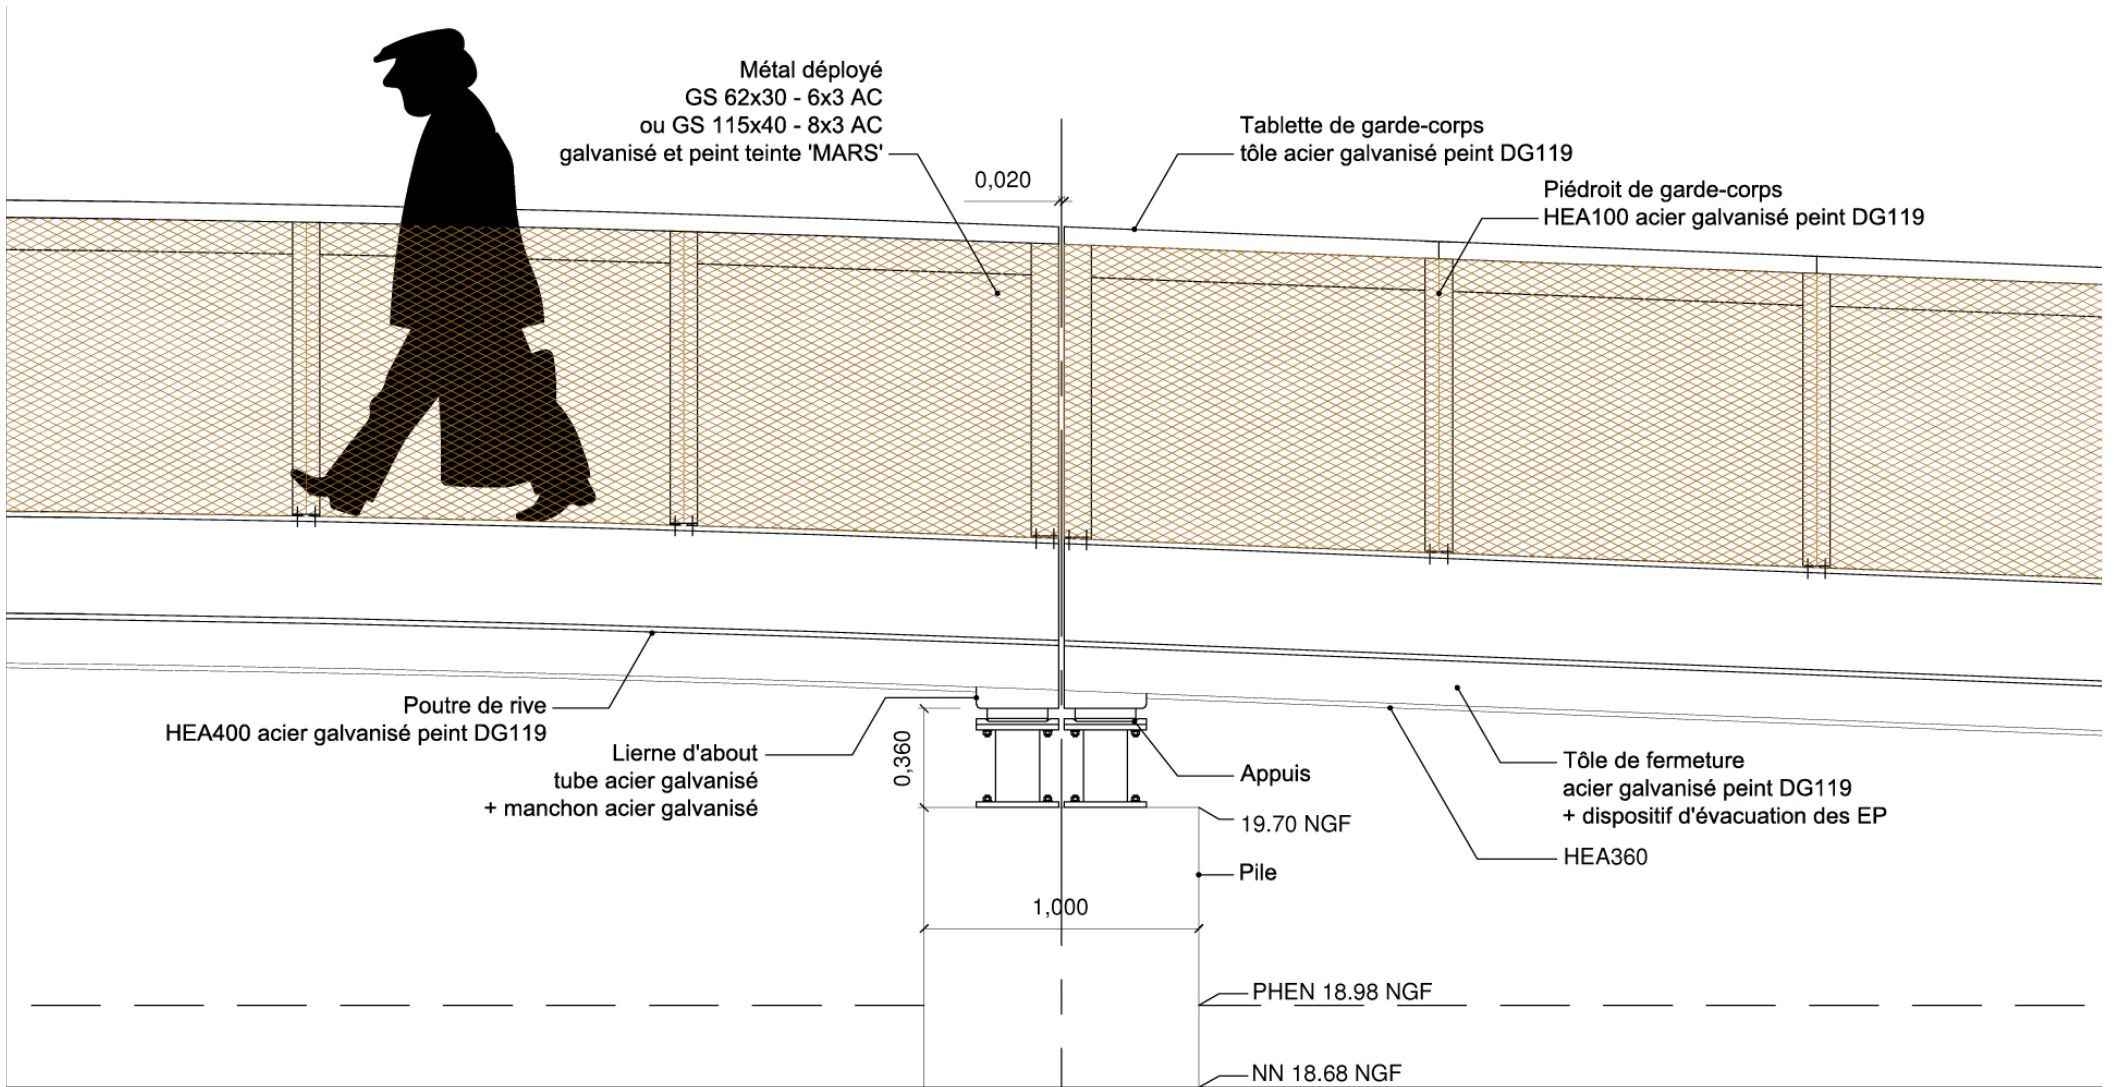 Métal déployé
GS 62x30 - 6x3 AC
ou GS 115x40 - 8x3 AC
galvanisé et peint teinte 'MARS'
0,020
Tablette de garde-corps
tôle acier galvanisé peint DG119
Piédroit de garde-corps
HEA100 acier galvanisé peint DG119
Poutre de rive
HEA400 acier galvanisé peint DG119
Lierne d'about
tube acier galvanisé
+ manchon acier galvanisé
0,360
Appuis
19.70 NGF
Pile
1,000
Tôle de fermeture
acier galvanisé peint DG119
+ dispositif d'évacuation des EP
HEA360
PHEN 18.98 NGF
NN 18.68 NGF